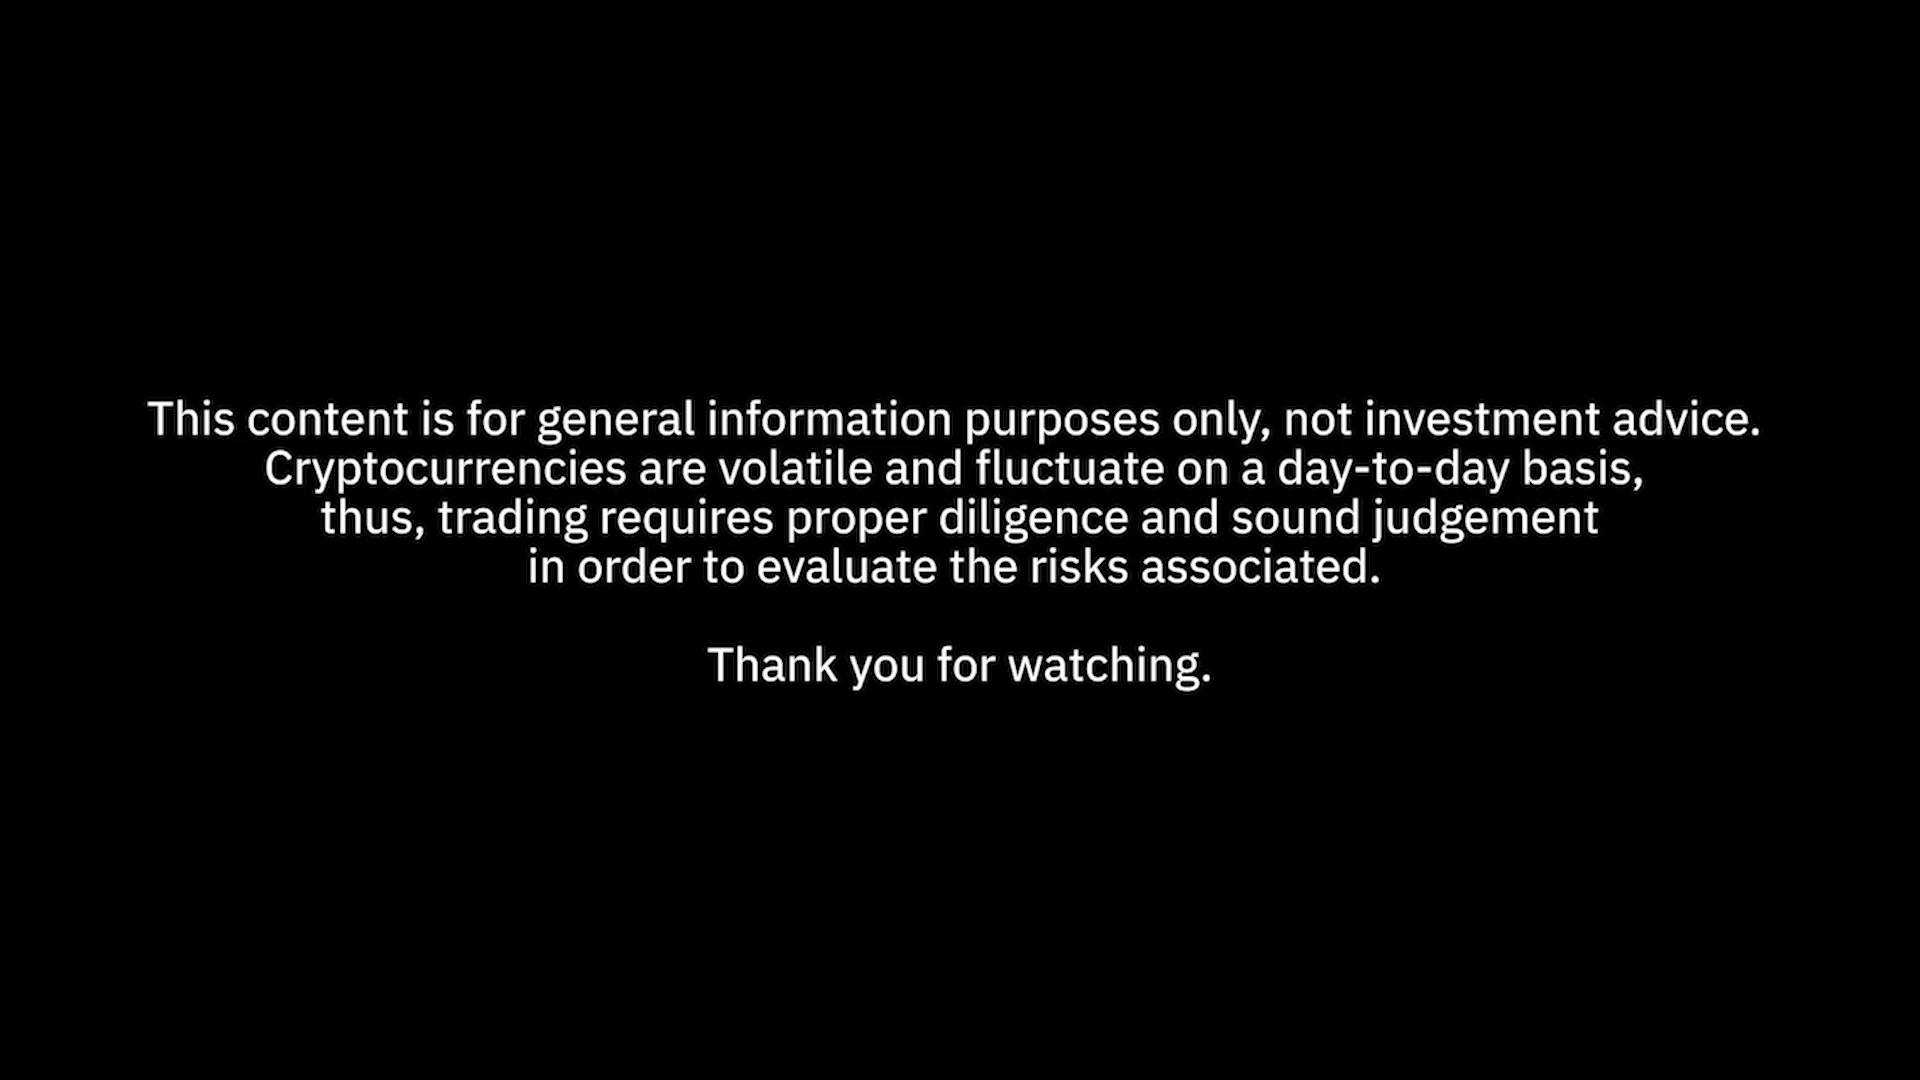 This content is for general information purposes only, not investment advice.
Cryptocurrencies are volatile and fluctuate on a day-to-day basis,
thus, trading requires proper diligence and sound judgement
in order to evaluate the risks associated.
Thank you for watching.